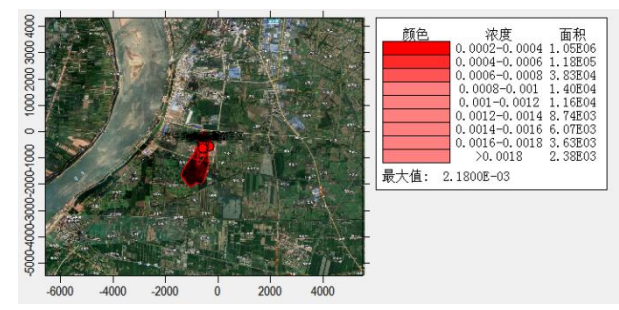 颜色 浓度 面积
0.0002-0.0004 1.05E06
0.0004-0.0006 1.18E05
0.0006-0.0008 3.83E04
0.0008-0.001 1.40E04
0.001-0.0012 1.16E04
0.0012-0.0014 8.74E03
0.0014-0.0016 6.07E03
0.0016-0.0018 3.63E03
>0.0018 2.38E03
最大值: 2.1800E-03
4000
3000
2000
1000
0
-1000
-2000
-3000
-4000
-5000
-6000 -4000 -2000 0 2000 4000